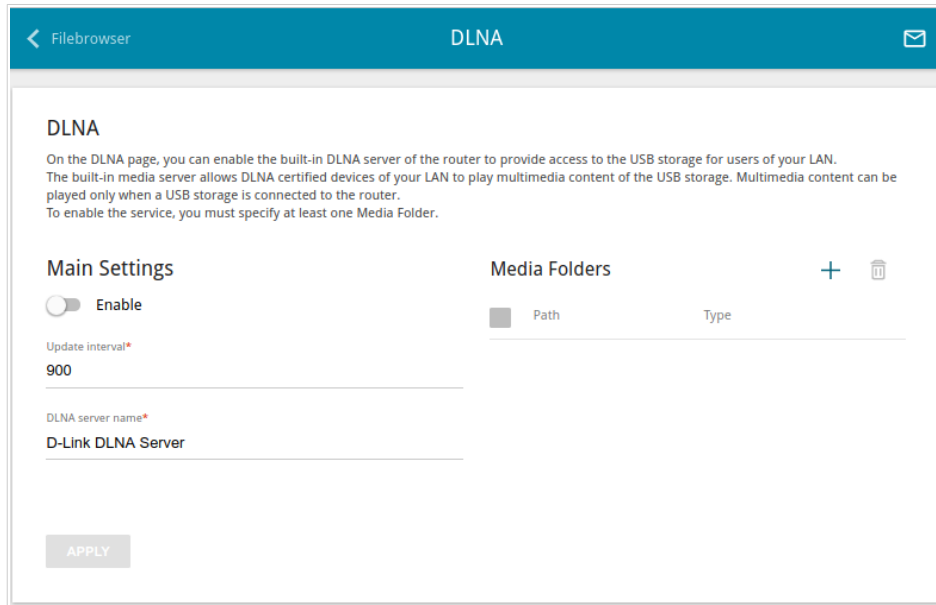 Filebrowser
DLNA
DLNA
On the DLNA page, you can enable the built-in DLNA server of the router to provide access to the USB storage for users of your LAN.
The built-in media server allows DLNA certified devices of your LAN to play multimedia content of the USB storage. Multimedia content can be
played only when a USB storage is connected to the router.
To enable the service, you must specify at least one Media Folder.
Main Settings
Enable
Update interval*
900
DLNA server name*
D-Link DLNA Server
APPLY
Media Folders
Path Type